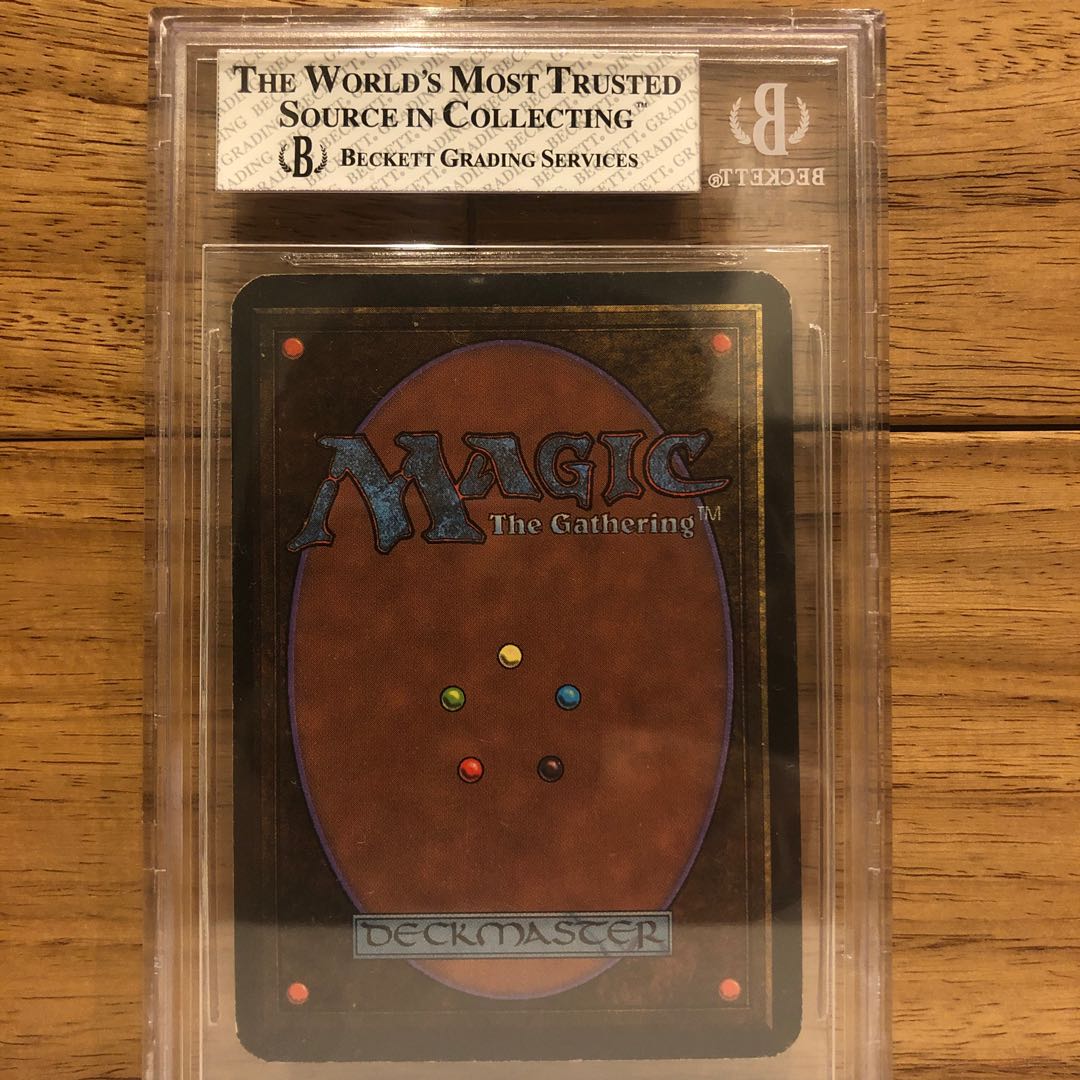 THE WORLD'S MOST TRUSTED
SOURCE IN COLLECTING™
B BECKETT GRADING SERVICES
B
BECKETT®
MAGIC
The Gathering™
DECKMASTER